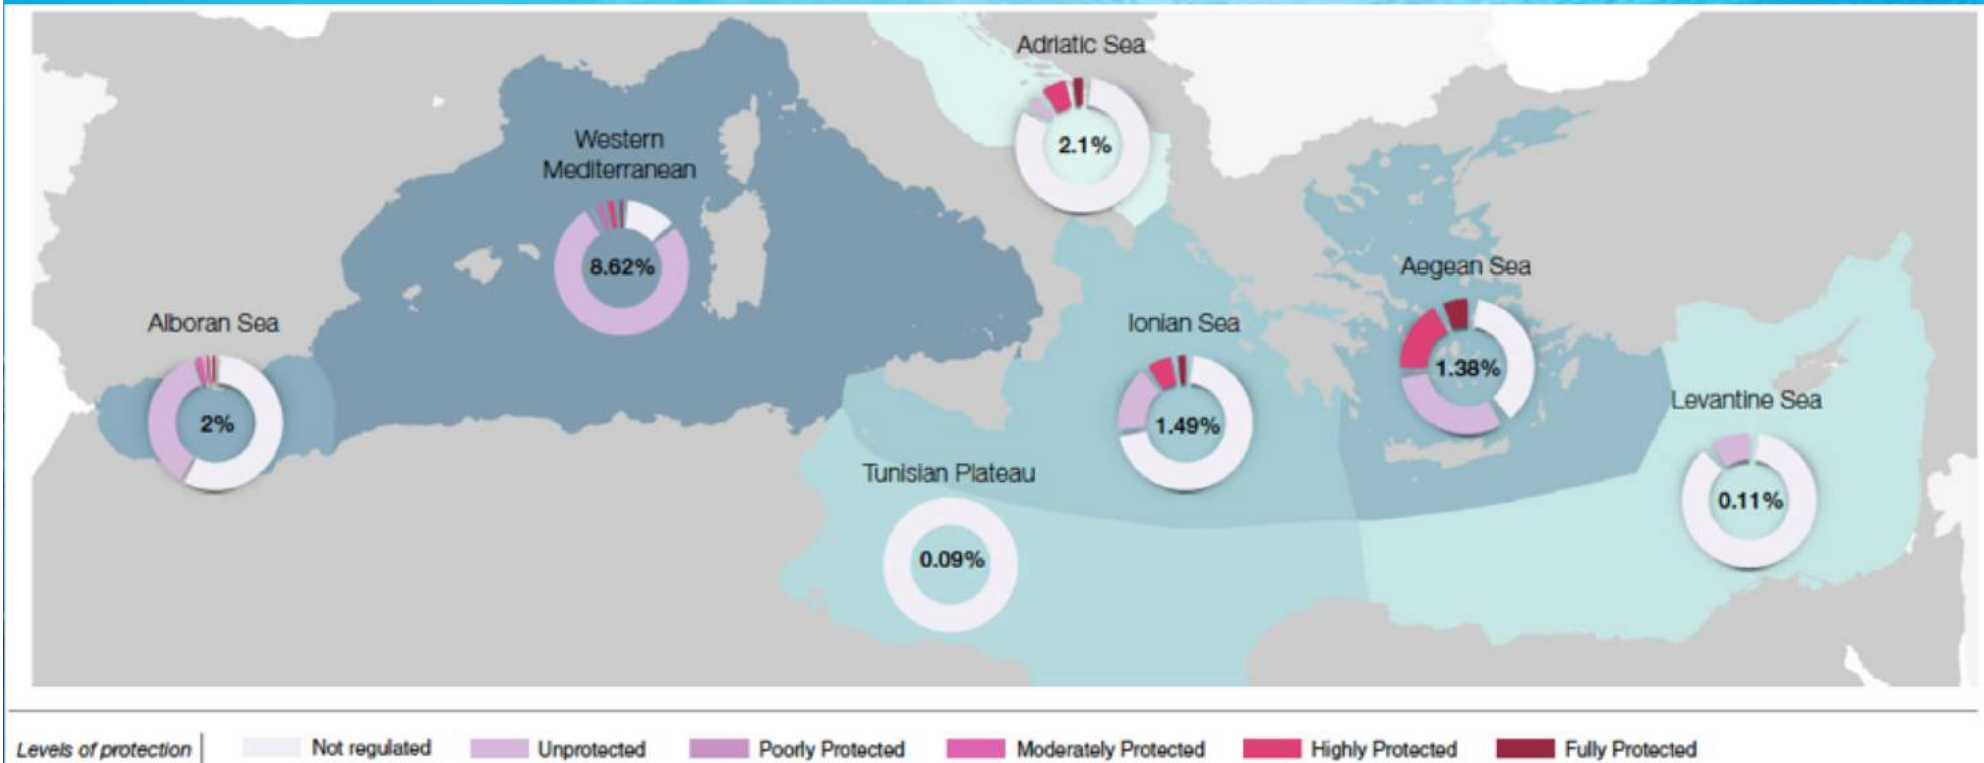 Adriatic Sea
2.1%
Western
Mediterranean
8.62%
Aegean Sea
1.38%
Alboran Sea
2%
Ionian Sea
1.49%
Levantine Sea
0.11%
Tunisian Plateau
0.09%
Levels of protection
Not regulated
Unprotected
Poorly Protected
Moderately Protected
Highly Protected
Fully Protected